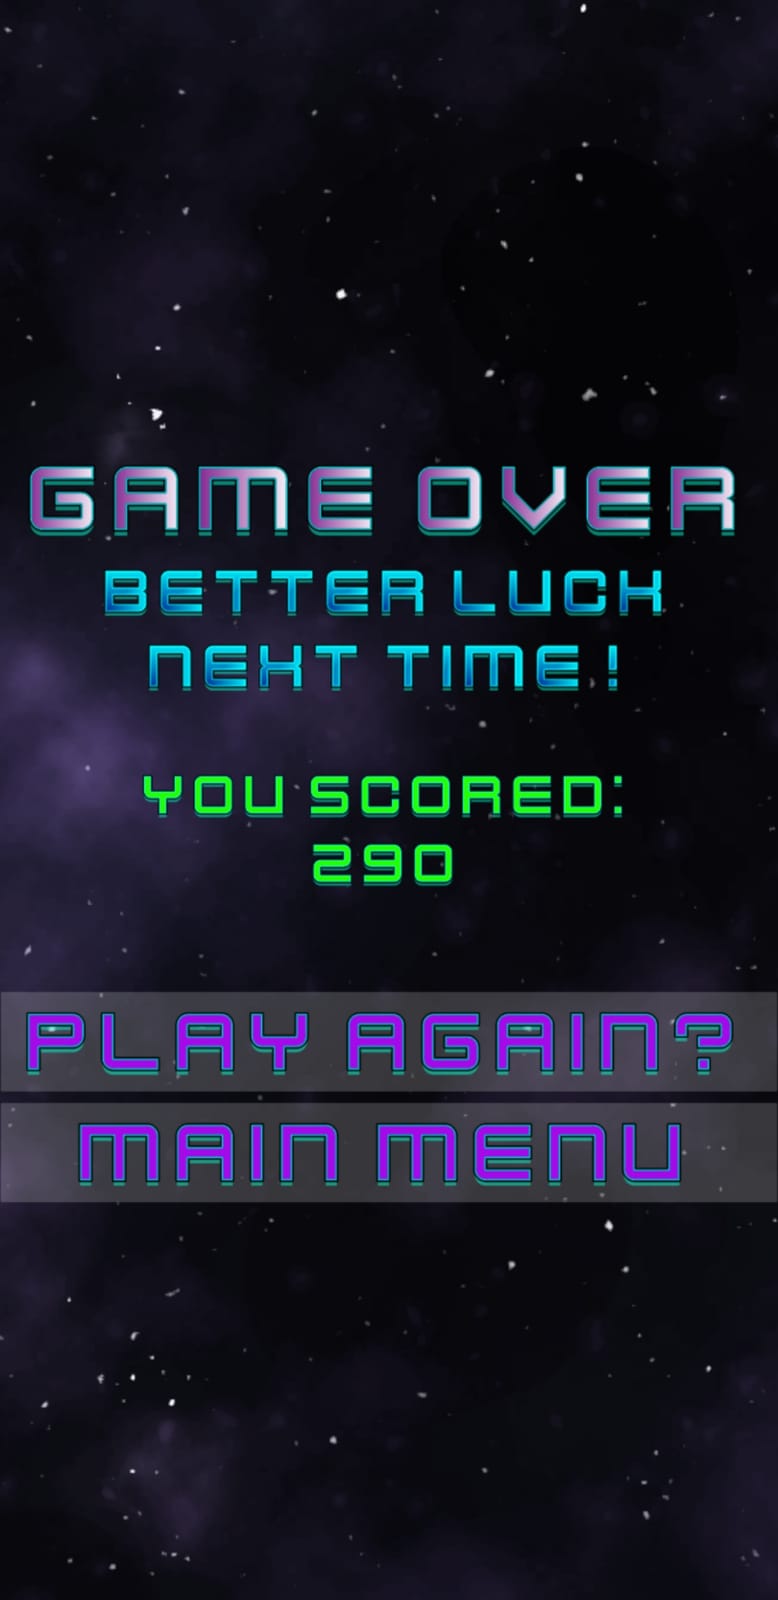 GAME OVER
BETTER LUCK
NEXT TIME!
YOU SCORED:
290
PLAY AGAIN?
MAIN MENU